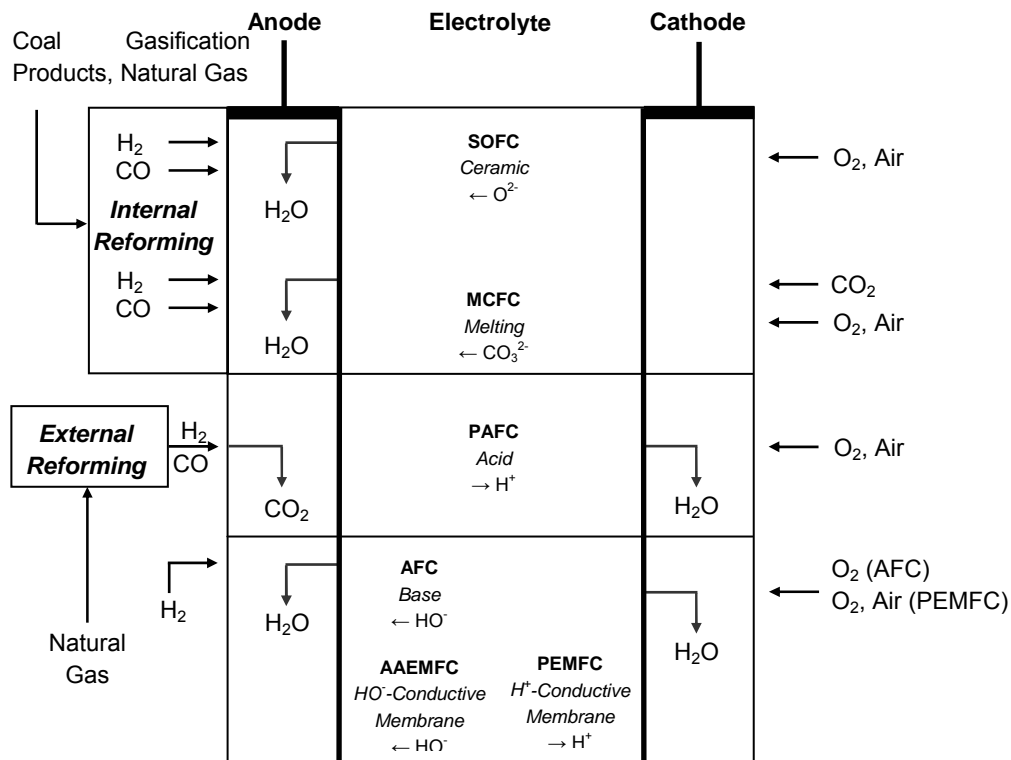 Anode Electrolyte Cathode
Coal Gasification
Products, Natural Gas
H₂
CO
H₂O
SOFC
Ceramic
← O²⁻
O₂, Air
Internal
Reforming
H₂
CO
H₂O
MCFC
Melting
← CO₃²⁻
CO₂
O₂, Air
External
Reforming
H₂
CO
CO₂
PAFC
Acid
→ H⁺
H₂O
O₂, Air
H₂
H₂O
AFC
Base
← HO⁻
H₂O
O₂ (AFC)
O₂, Air (PEMFC)
Natural
Gas
AAEMFC
HO⁻-Conductive
Membrane
← HO⁻
PEMFC
H⁺-Conductive
Membrane
→ H⁺